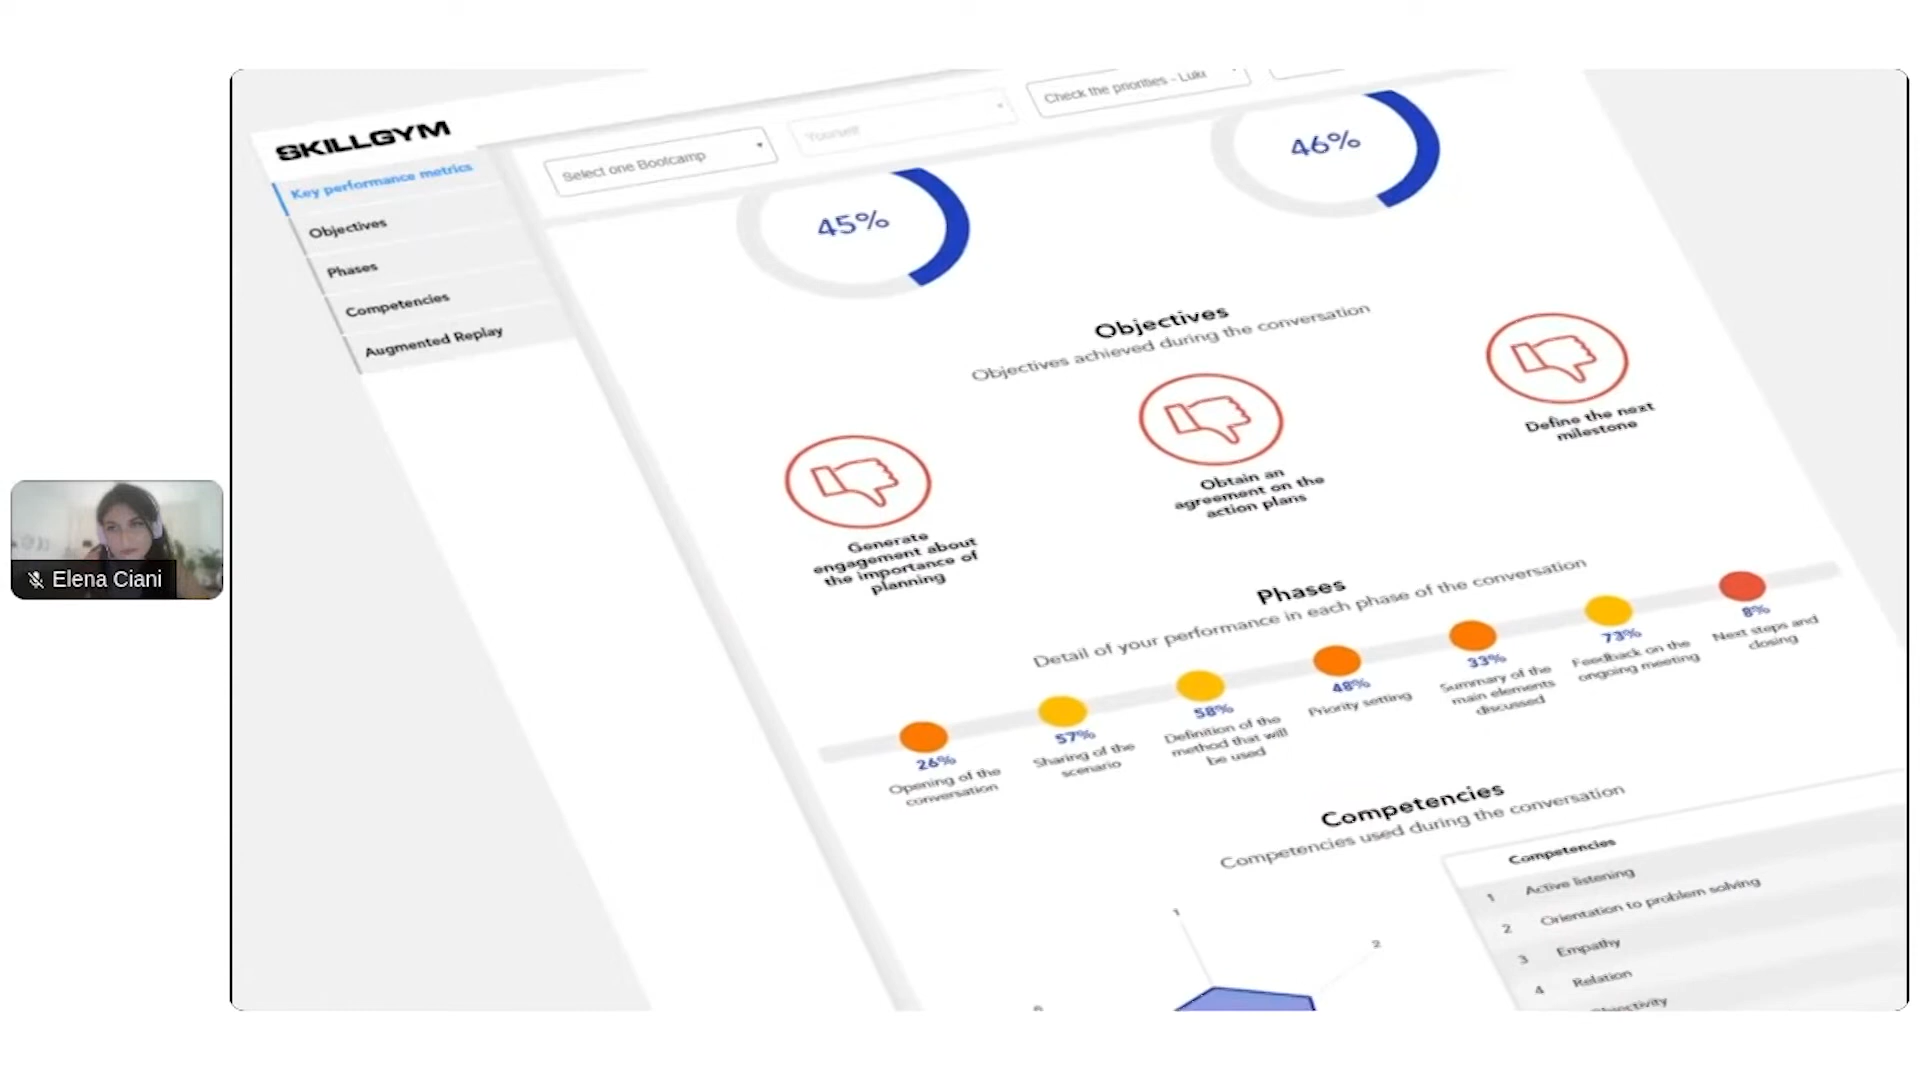 SKILLGYM
Key performance metrics
Objectives
Phases
Competencies
Augmented Replay
Select one Bootcamp
Yourself
Check the priorities - Luki
45%
46%
Objectives
Objectives achieved during the conversation
Generate
engagement about
the importance of
planning
Obtain an
agreement on the
action plans
Define the next
milestone
Phases
Detail of your performance in each phase of the conversation
26%
Opening of the
conversation
57%
Sharing of the
scenario
58%
Definition of the
method that will
be used
48%
Priority setting
33%
Summary of the
main elements
discussed
73%
Feedback on the
ongoing meeting
8%
Next steps and
closing
Competencies
Competencies used during the conversation
1
2
Competencies
1 Active listening
2 Orientation to problem solving
3 Empathy
4 Relation
Elena Ciani